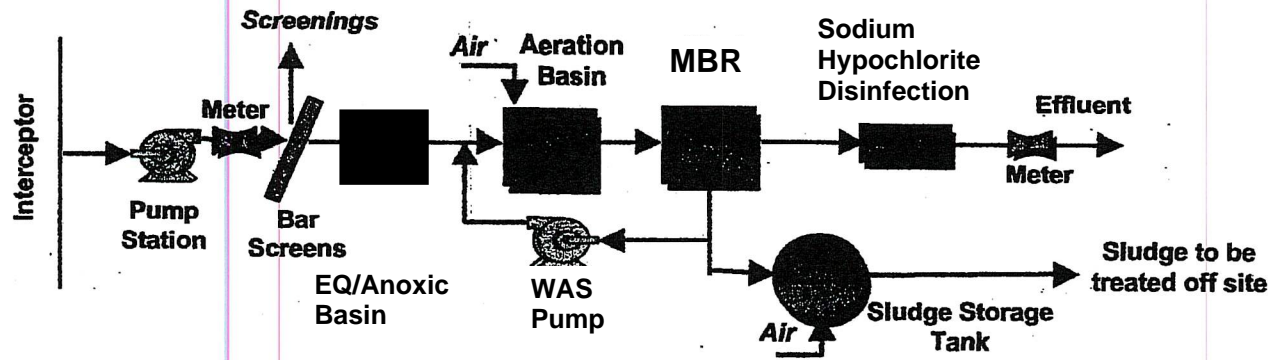 Screenings
Air
Aeration
Basin
MBR
Sodium
Hypochlorite
Disinfection
Interceptor
Meter
Effluent
Pump
Station
Bar
Screens
Meter
EQ/Anoxic
Basin
WAS
Pump
Sludge to be
treated off site
Air
Sludge Storage
Tank